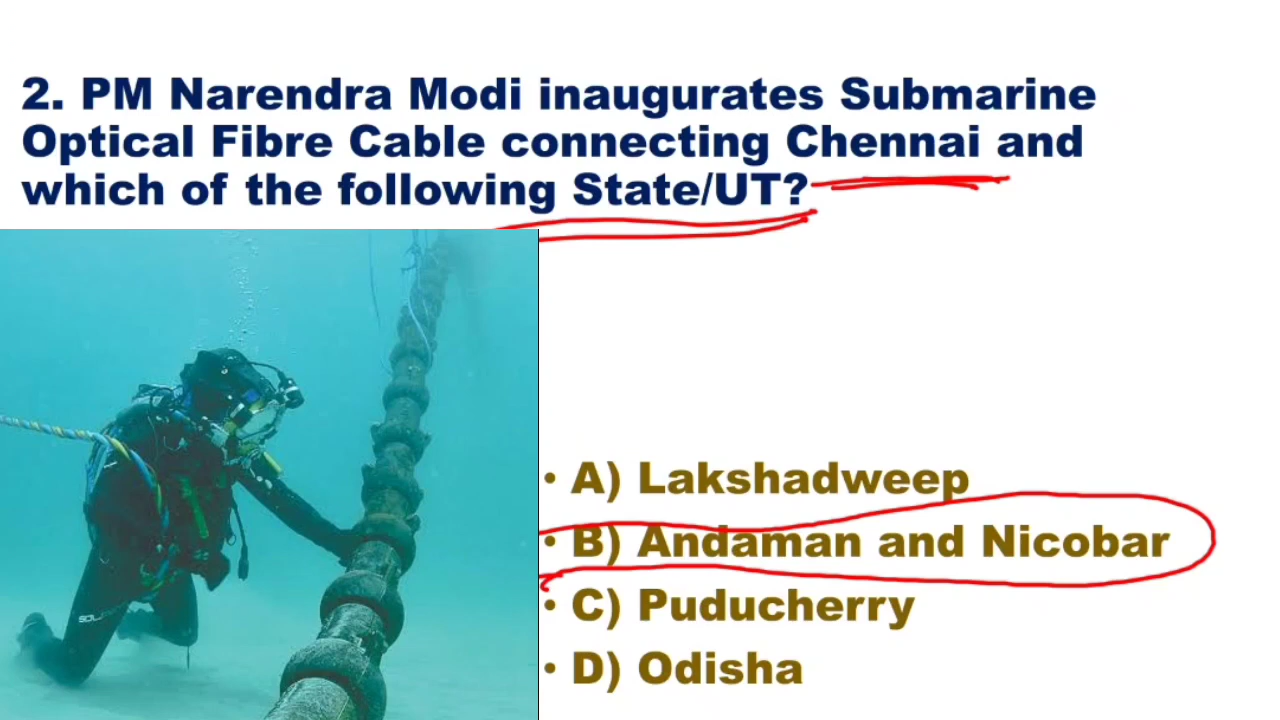 2. PM Narendra Modi inaugurates Submarine
Optical Fibre Cable connecting Chennai and
which of the following State/UT?
• A) Lakshadweep
• B) Andaman and Nicobar
• C) Puducherry
• D) Odisha